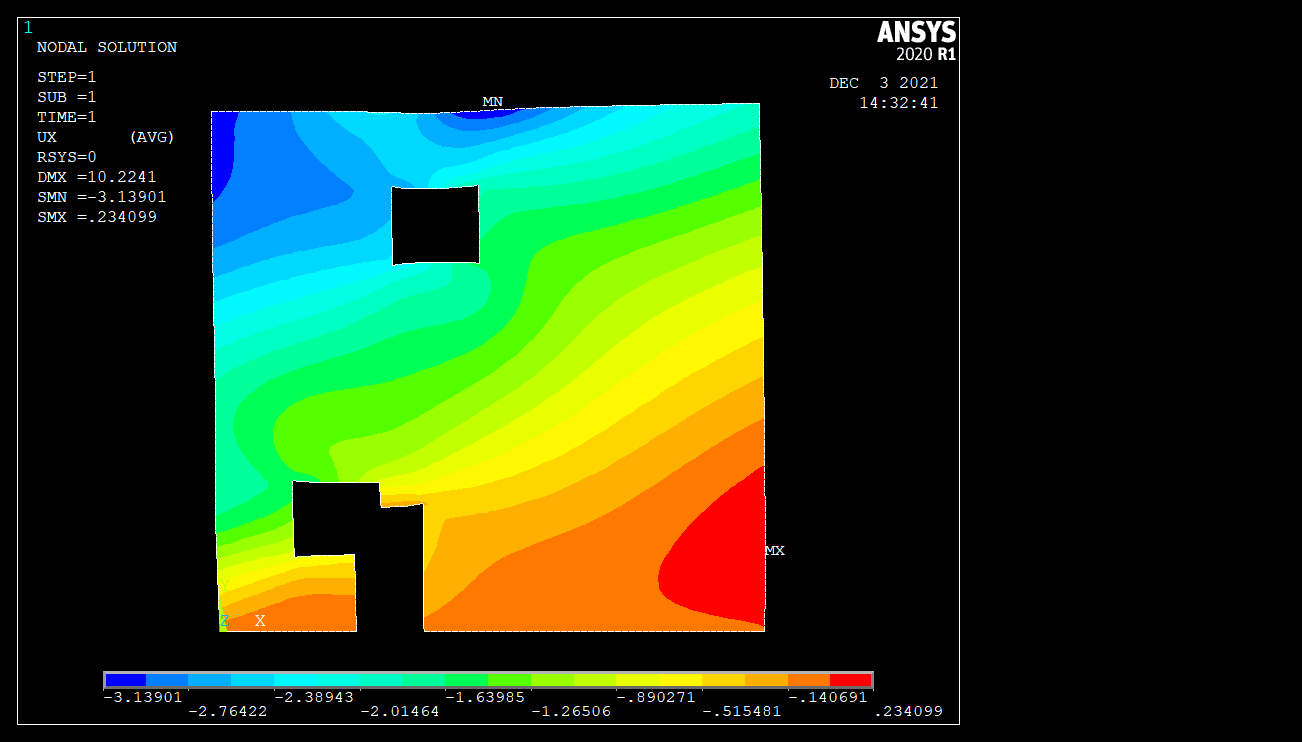 1
ANSYS
2020 R1
NODAL SOLUTION
STEP=1
SUB =1
TIME=1
UX (AVG)
RSYS=0
DMX =10.2241
SMN =-3.13901
SMX =.234099
DEC 3 2021
14:32:41
MN
MX
Y
Z X
-3.13901 -2.38943 -1.63985 -.890271 -.140691
-2.76422 -2.01464 -1.26506 -.515481 .234099